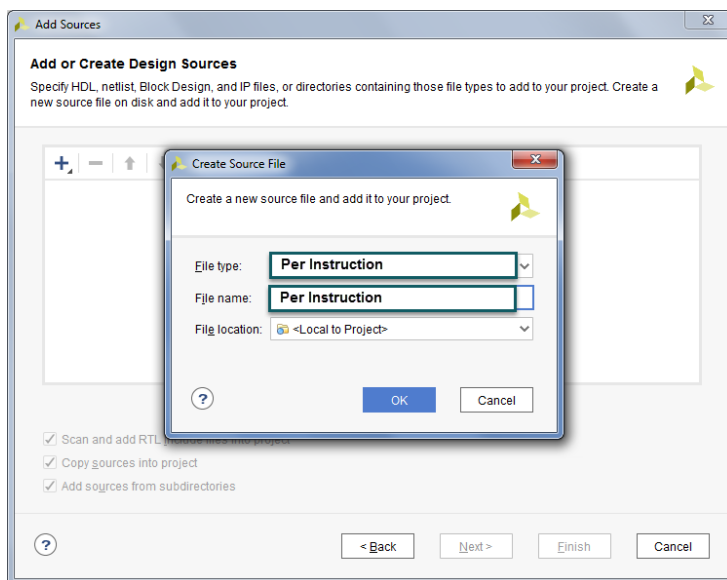 Add Sources
Add or Create Design Sources
Specify HDL, netlist, Block Design, and IP files, or directories containing those file types to add to your project. Create a
new source file on disk and add it to your project.
Create Source File
Create a new source file and add it to your project.
File type: Per Instruction
File name: Per Instruction
File location: <Local to Project>
? OK Cancel
Scan and add RTL include files into project
Copy sources into project
Add sources from subdirectories
? < Back Next > Finish Cancel